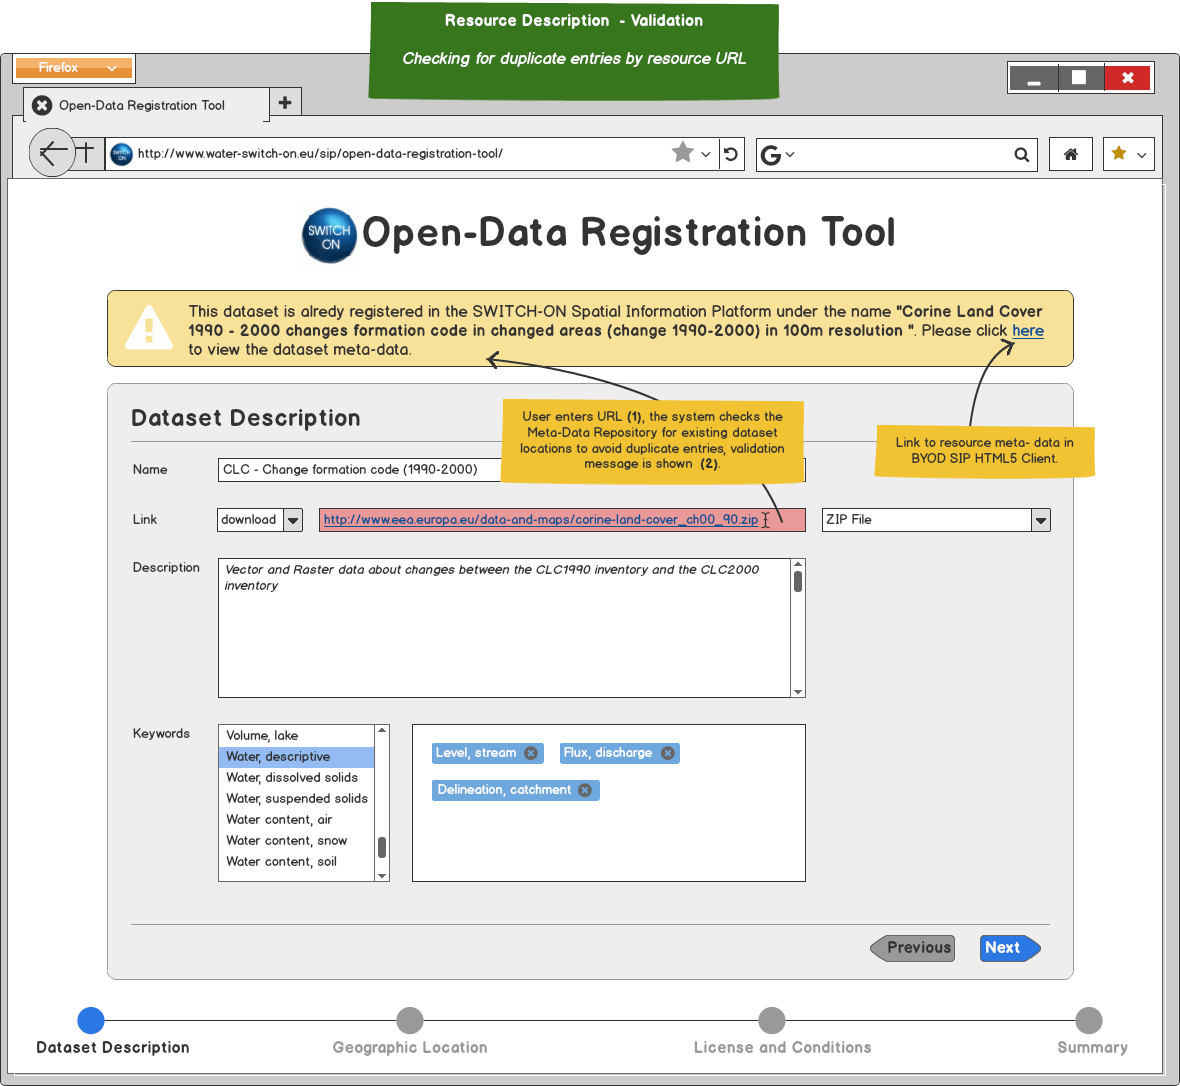 Resource Description  - Validation
Checking for duplicate entries by resource URL
Firefox
Open-Data Registration Tool
http://www.water-switch-on.eu/sip/open-data-registration-tool/
G
SWITCH
ON
Open-Data Registration Tool
This dataset is alredy registered in the SWITCH-ON Spatial Information Platform under the name "Corine Land Cover
1990 - 2000 changes formation code in changed areas (change 1990-2000) in 100m resolution ". Please click here
to view the dataset meta-data.
Dataset Description
User enters URL (1), the system checks the
Meta-Data Repository for existing dataset
locations to avoid duplicate entries, validation
message is shown (2).
Link to resource meta- data in
BYOD SIP HTML5 Client.
Name
CLC - Change formation code (1990-2000)
Link
download
http://www.eea.europa.eu/data-and-maps/corine-land-cover_ch00_90.zip
ZIP File
Description
Vector and Raster data about changes between the CLC1990 inventory and the CLC2000
inventory
Keywords
Volume, lake
Water, descriptive
Water, dissolved solids
Water, suspended solids
Water content, air
Water content, snow
Water content, soil
Level, stream
Flux, discharge
Delineation, catchment
Previous
Next
Dataset Description
Geographic Location
License and Conditions
Summary